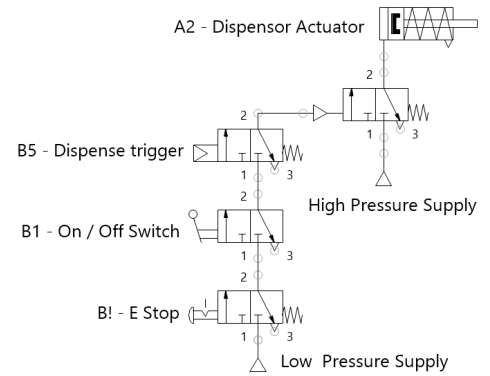 A2 - Dispensor Actuator
2
1
3
High Pressure Supply
2
B5 - Dispense trigger
1
3
2
B1 - On / Off Switch
1
3
2
B! - E Stop
1
3
Low Pressure Supply